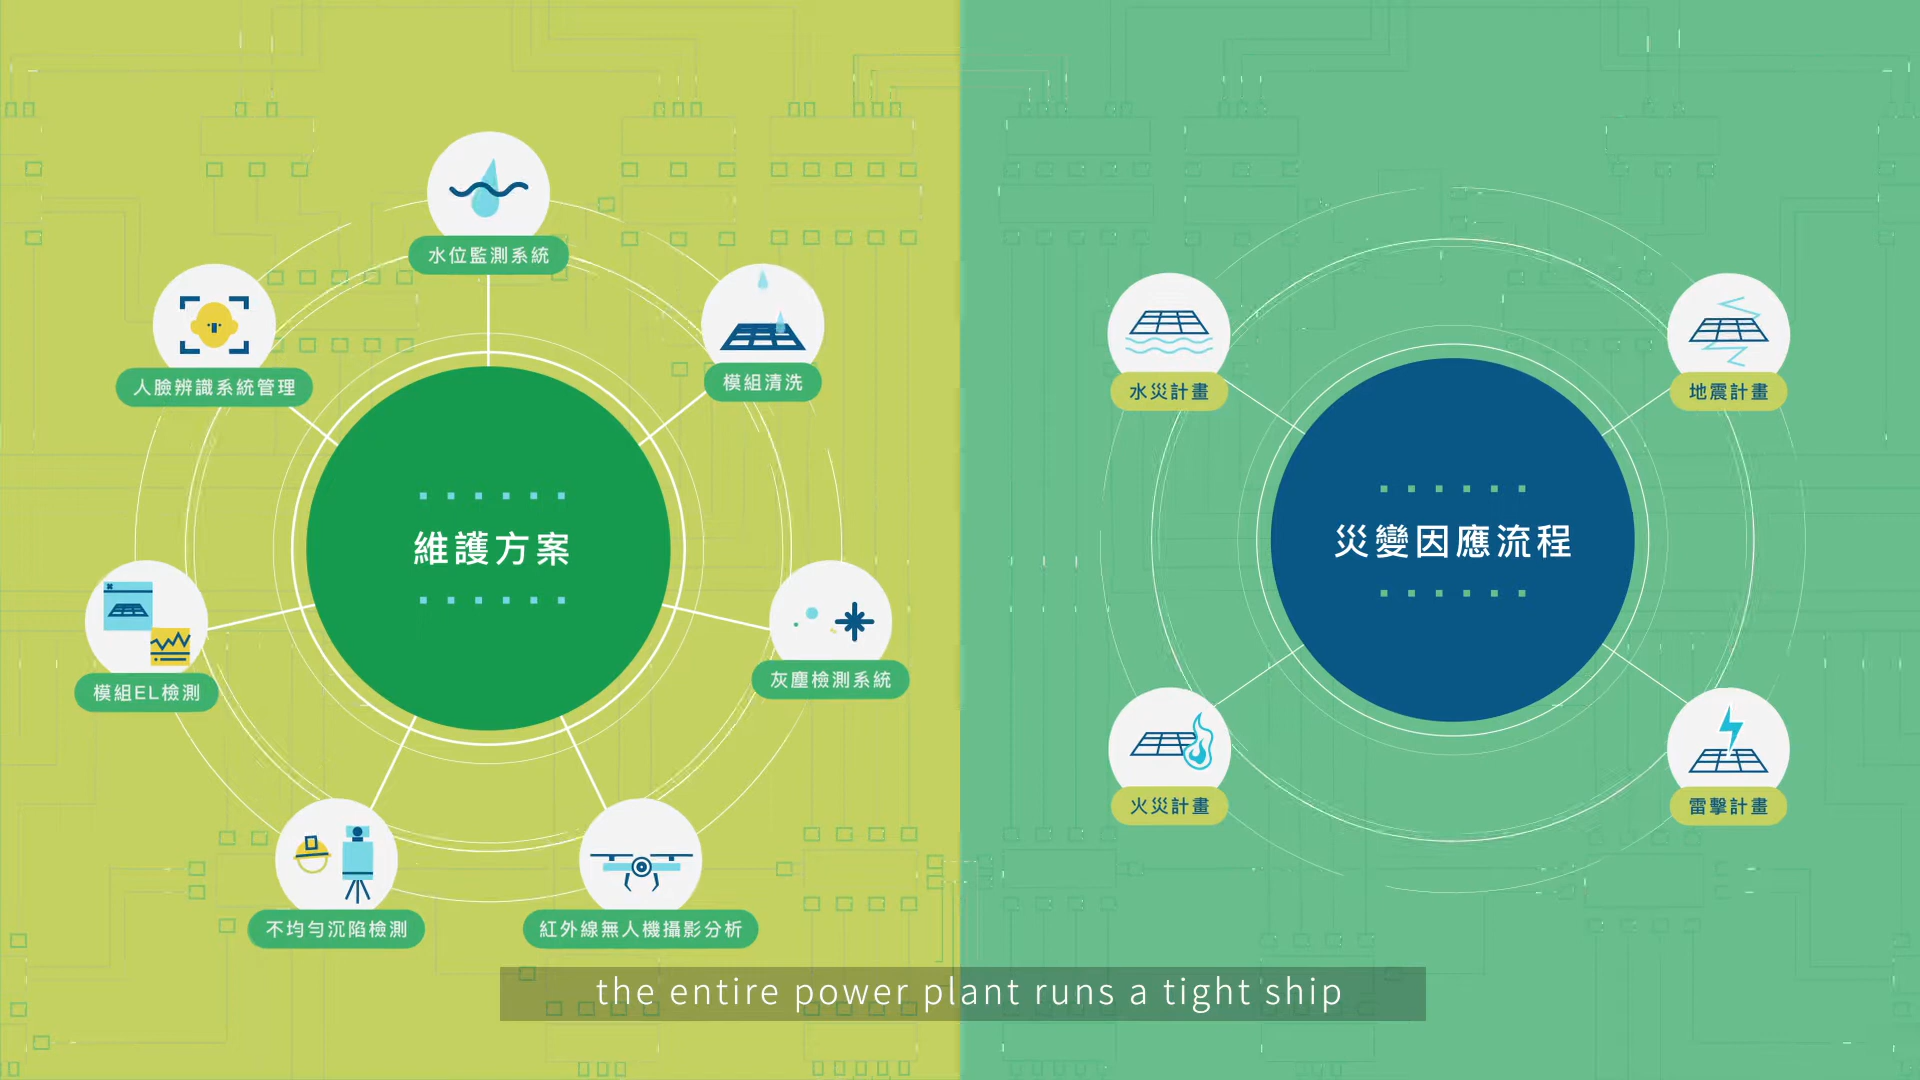 水位監測系統
人臉辨識系統管理
模組清洗
維護方案
模組EL檢測
灰塵檢測系統
不均勻沉陷檢測
紅外線無人機攝影分析
水災計畫
地震計畫
災變因應流程
火災計畫
雷擊計畫
the entire power plant runs a tight ship